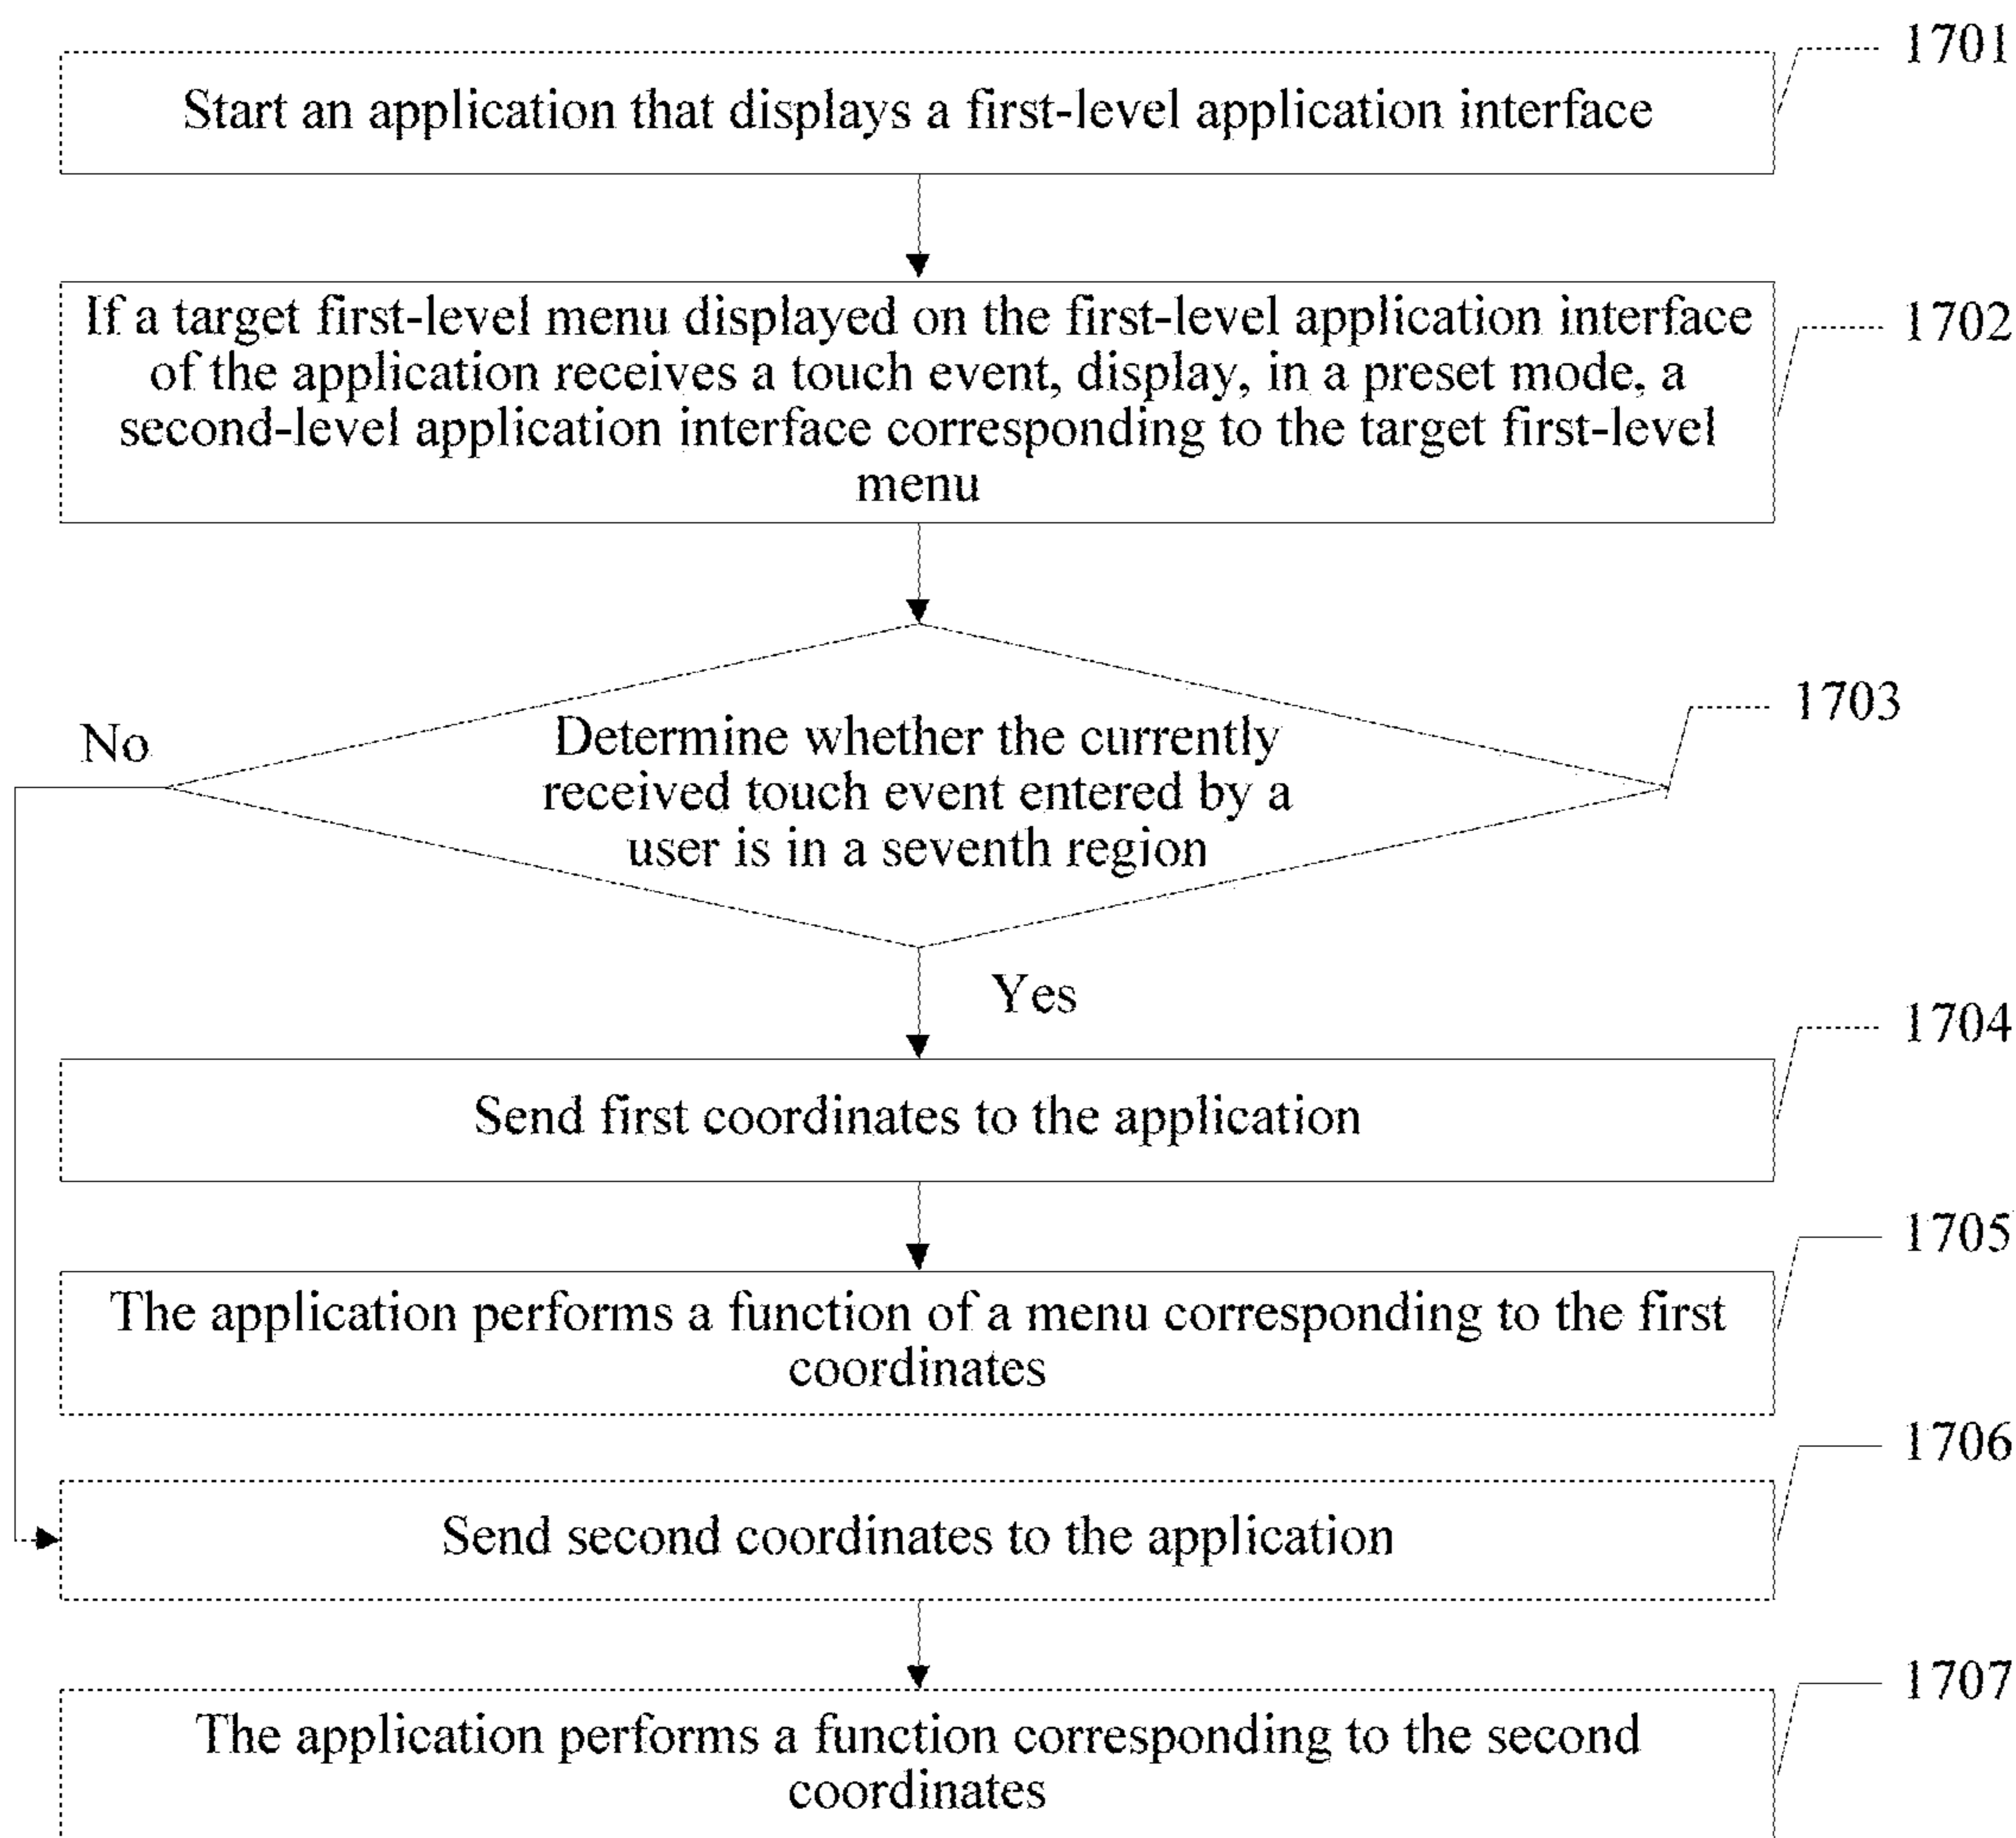 1701
Start an application that displays a first-level application interface
If a target first-level menu displayed on the first-level application interface
of the application receives a touch event, display, in a preset mode, a
second-level application interface corresponding to the target first-level
menu
1702
No
Determine whether the currently
received touch event entered by a
user is in a seventh region
1703
Yes
1704
Send first coordinates to the application
1705
The application performs a function of a menu corresponding to the first
coordinates
1706
Send second coordinates to the application
1707
The application performs a function corresponding to the second
coordinates